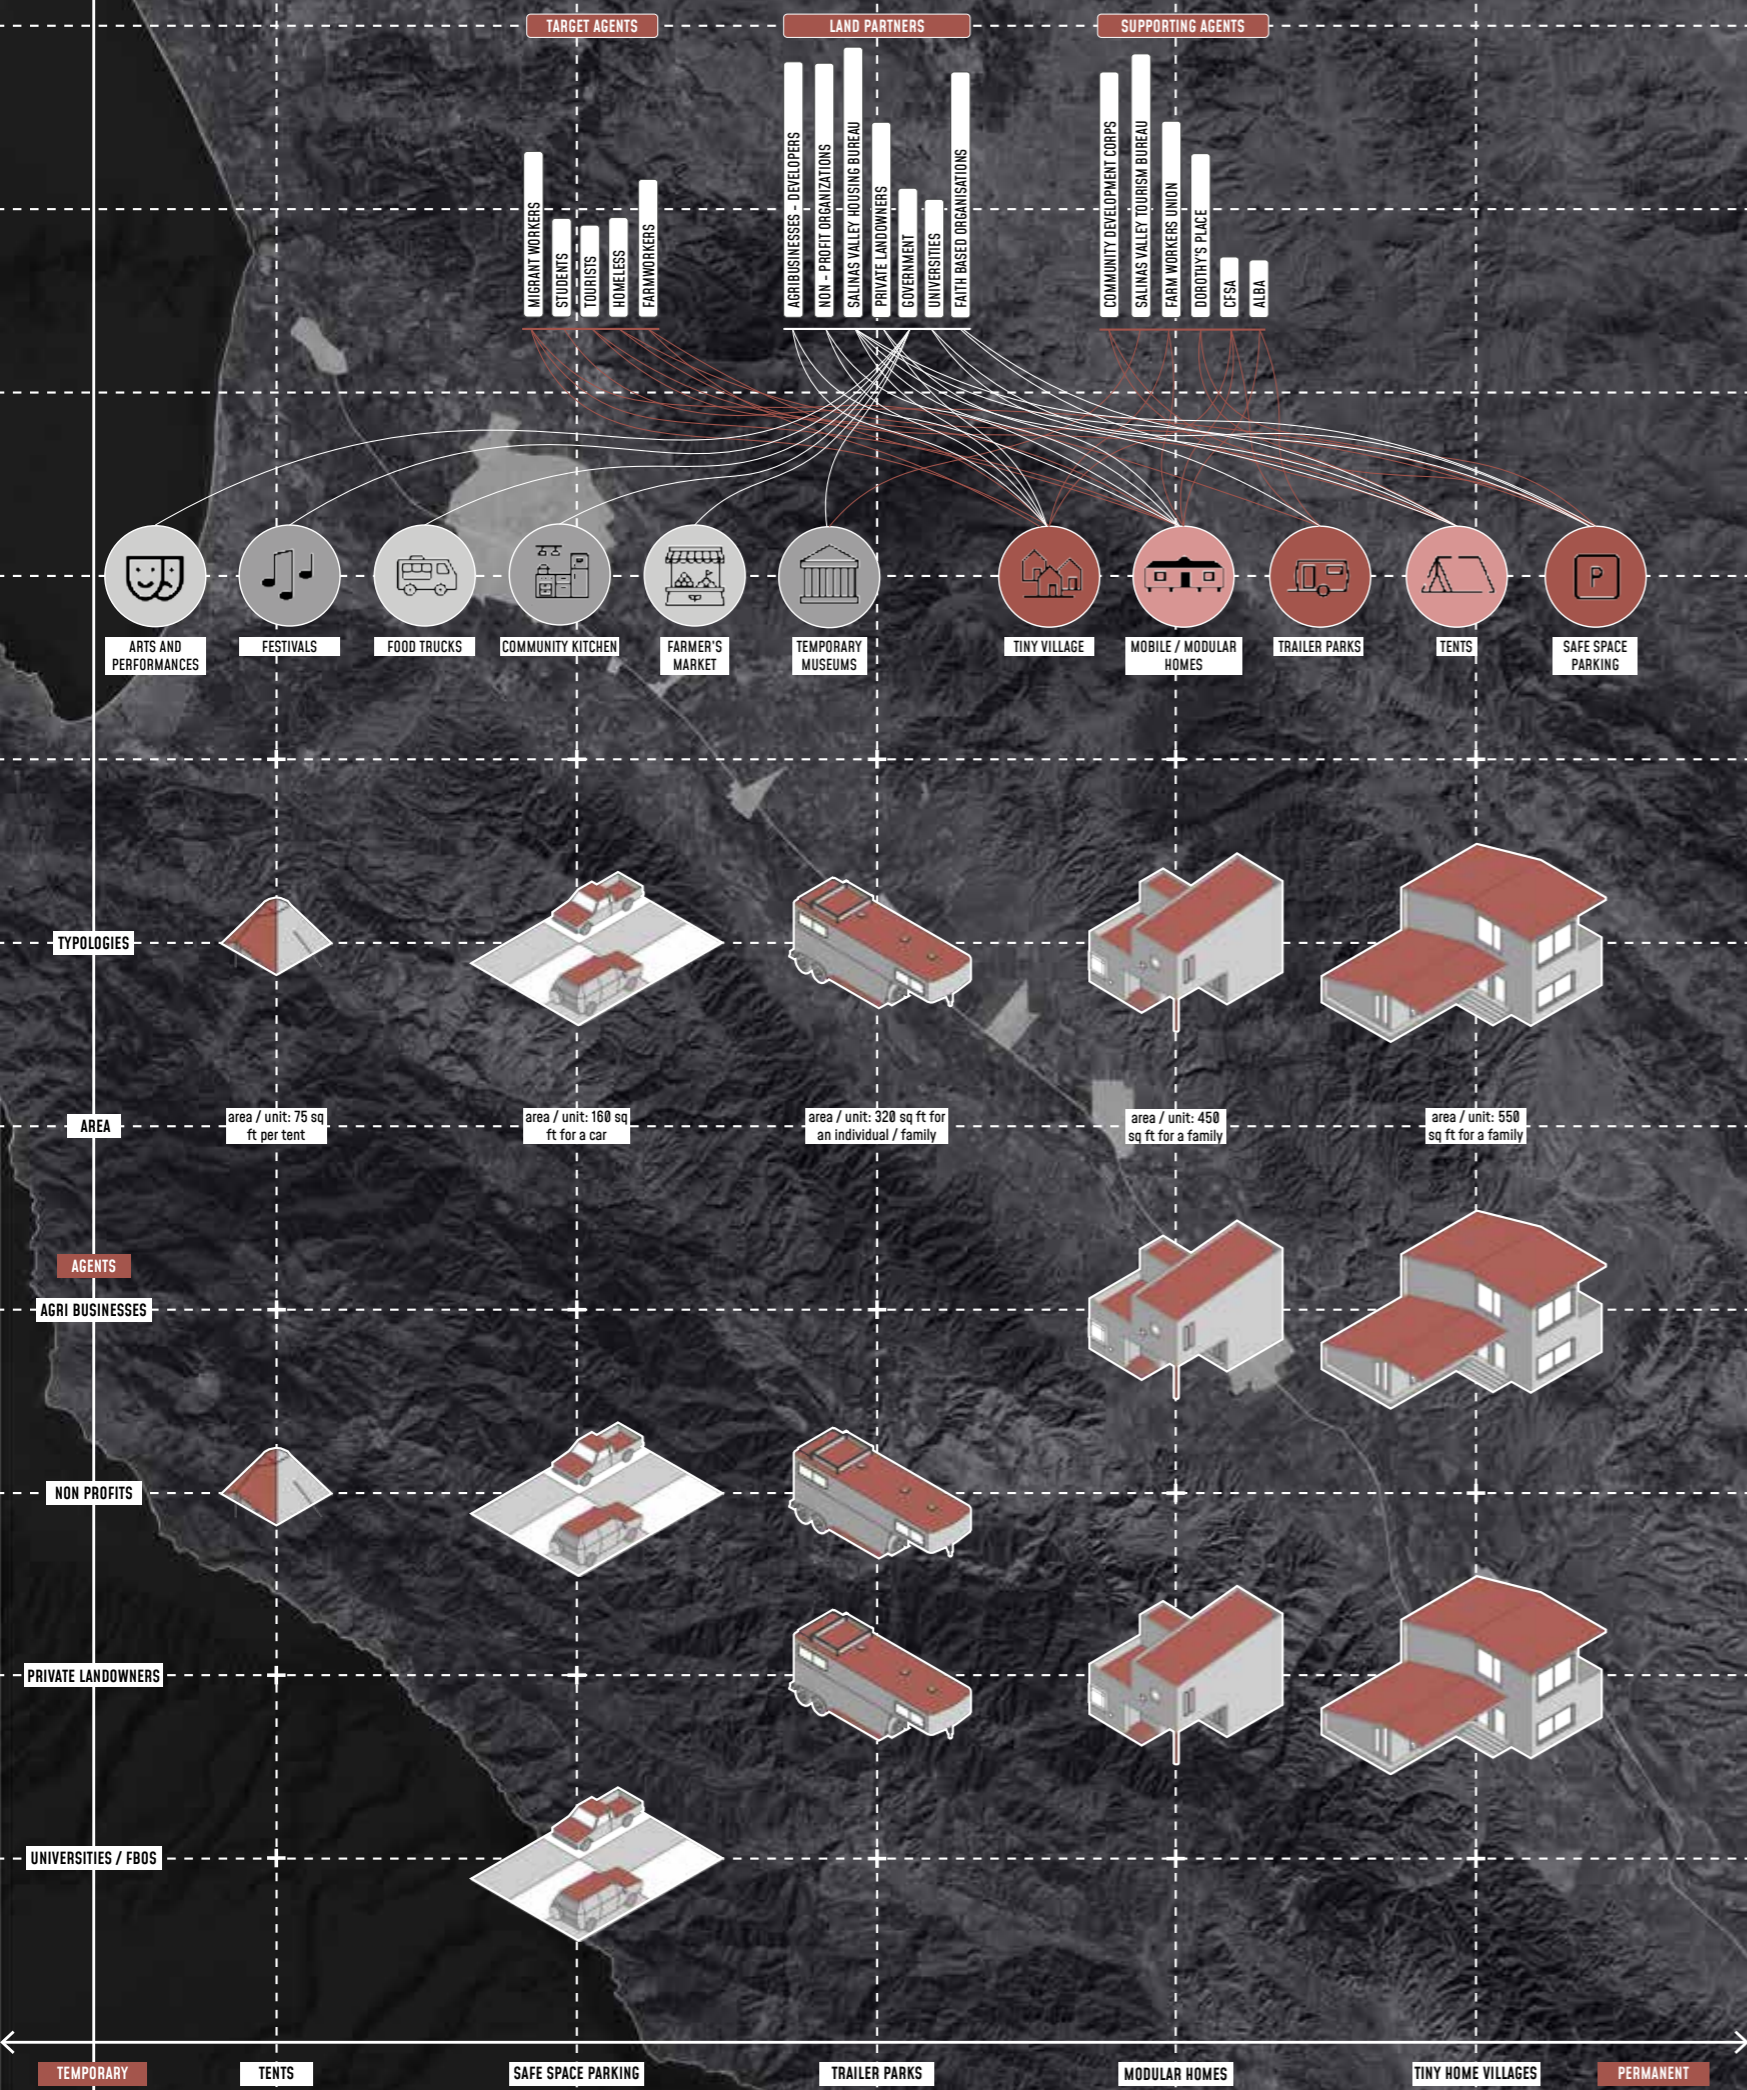 TARGET AGENTS
LAND PARTNERS
SUPPORTING AGENTS
MIGRANT WORKERS
STUDENTS
TOURISTS
HOMELESS
FARMWORKERS
AGRIBUSINESSES - DEVELOPERS
NON - PROFIT ORGANIZATIONS
SALINAS VALLEY HOUSING BUREAU
PRIVATE LANDOWNERS
GOVERNMENT
UNIVERSITIES
FAITH BASED ORGANISATIONS
COMMUNITY DEVELOPMENT CORPS
SALINAS VALLEY TOURISM BUREAU
FARM WORKERS UNION
DOROTHY'S PLACE
CFSA
ALBA
P
ARTS AND
PERFORMANCES
FESTIVALS
FOOD TRUCKS
COMMUNITY KITCHEN
FARMER'S
MARKET
TEMPORARY
MUSEUMS
TINY VILLAGE
MOBILE / MODULAR
HOMES
TRAILER PARKS
TENTS
SAFE SPACE
PARKING
TYPOLOGIES
AREA
area / unit: 75 sq
ft per tent
area / unit: 160 sq
ft for a car
area / unit: 320 sq ft for
an individual / family
area / unit: 450
sq ft for a family
area / unit: 550
sq ft for a family
AGENTS
AGRI BUSINESSES
NON PROFITS
PRIVATE LANDOWNERS
UNIVERSITIES / FBOS
TEMPORARY
TENTS
SAFE SPACE PARKING
TRAILER PARKS
MODULAR HOMES
TINY HOME VILLAGES
PERMANENT